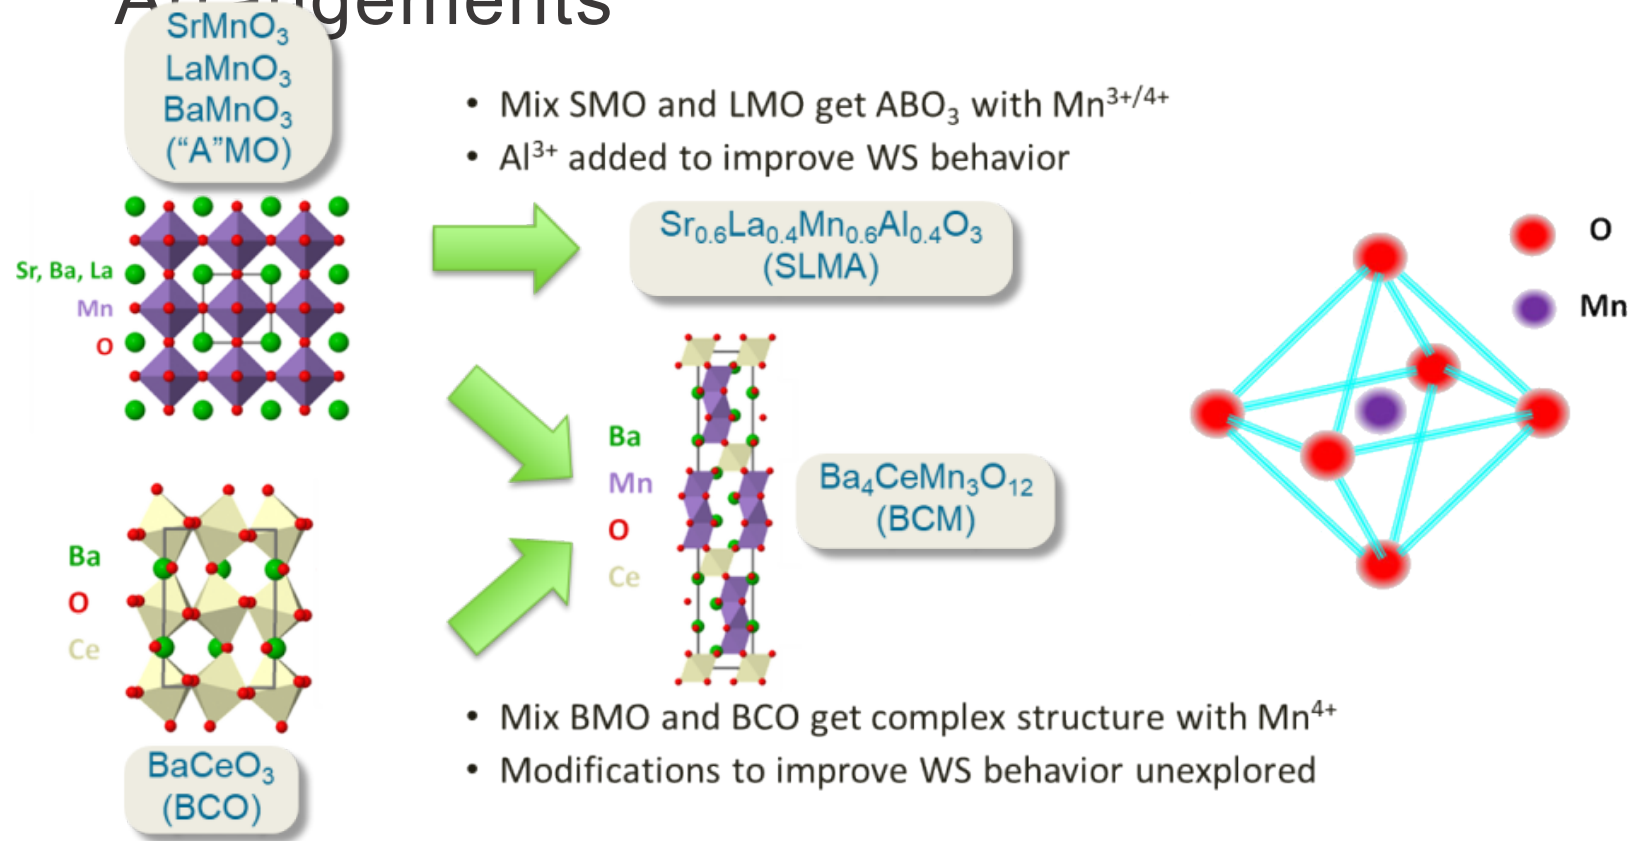 SrMnO₃
LaMnO₃
BaMnO₃
("A"MO)
• Mix SMO and LMO get ABO₃ with Mn³⁺/⁴⁺
• Al³⁺ added to improve WS behavior
Sr₀.₆La₀.₄Mn₀.₆Al₀.₄O₃
(SLMA)
Sr, Ba, La
Mn
O
O
Mn
Ba
Mn
O
Ce
Ba₄CeMn₃O₁₂
(BCM)
Ba
O
Ce
• Mix BMO and BCO get complex structure with Mn⁴⁺
• Modifications to improve WS behavior unexplored
BaCeO₃
(BCO)